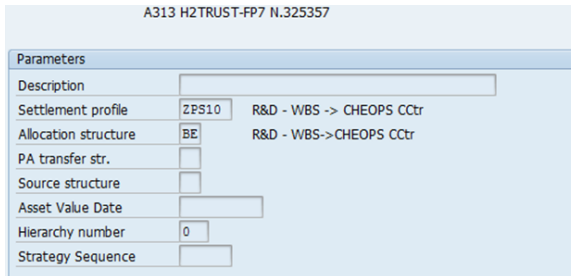 A313 H2TRUST-FP7 N.325357
Parameters
Description
Settlement profile ZPS10 R&D - WBS -> CHEOPS CCtr
Allocation structure BE R&D - WBS->CHEOPS CCtr
PA transfer str.
Source structure
Asset Value Date
Hierarchy number 0
Strategy Sequence